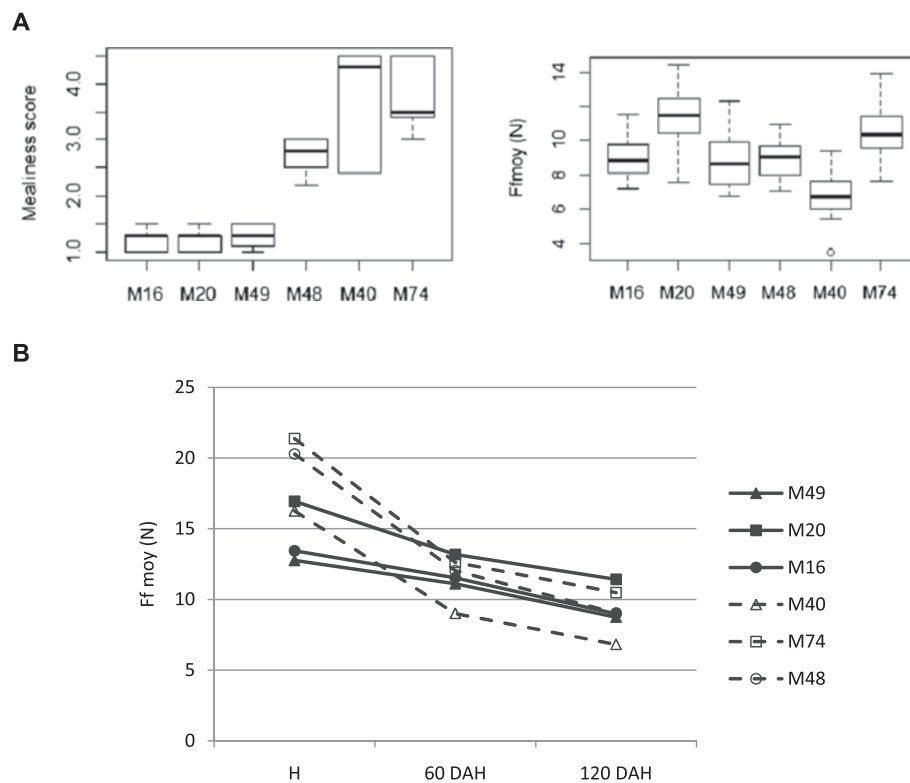 A
Mealiness score
1.0 2.0 3.0 4.0
M16 M20 M49 M48 M40 M74
Ffmoy (N)
14
10
8
6
4
M16 M20 M49 M48 M40 M74
B
Ff moy (N)
25
20
15
10
5
0
H 60 DAH 120 DAH
M49
M20
M16
M40
M74
M48